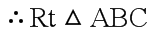 ∴Rt △ ABC